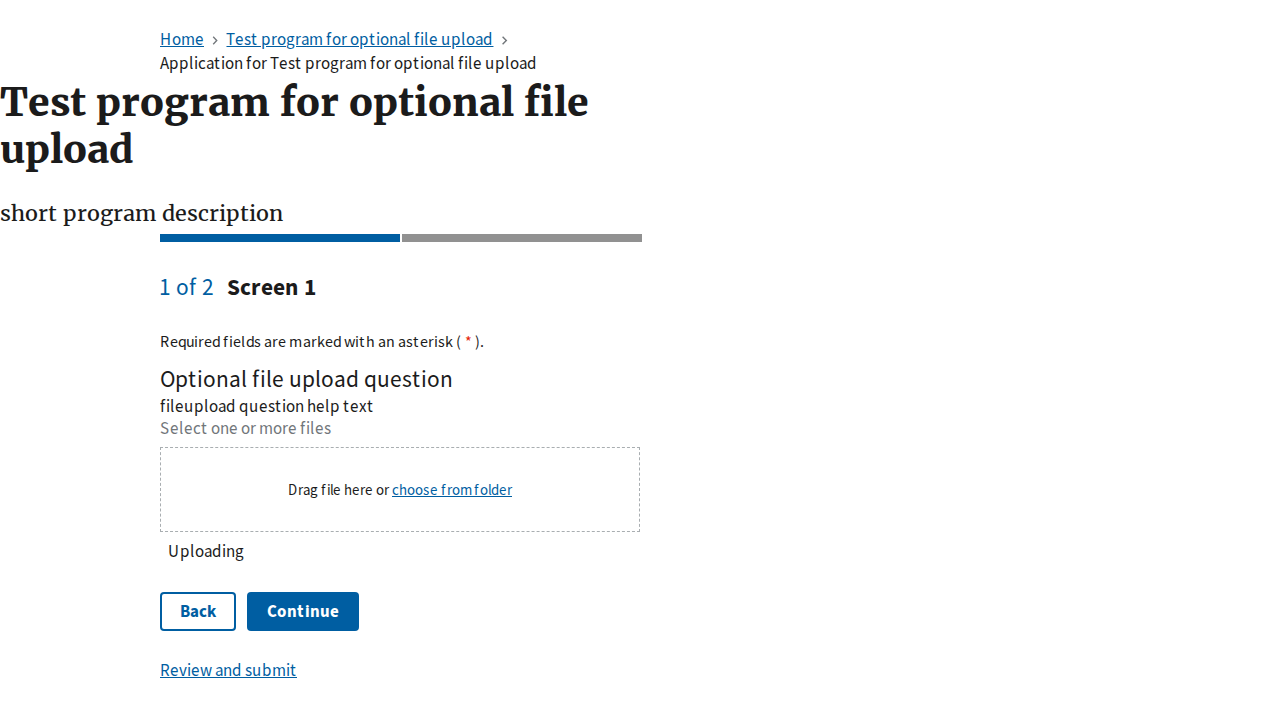 Home > Test program for optional file upload >
Application for Test program for optional file upload
Test program for optional file
upload
short program description
1 of 2 Screen 1
Required fields are marked with an asterisk ( * ).
Optional file upload question
fileupload question help text
Select one or more files
Drag file here or choose from folder
Uploading
Back Continue
Review and submit